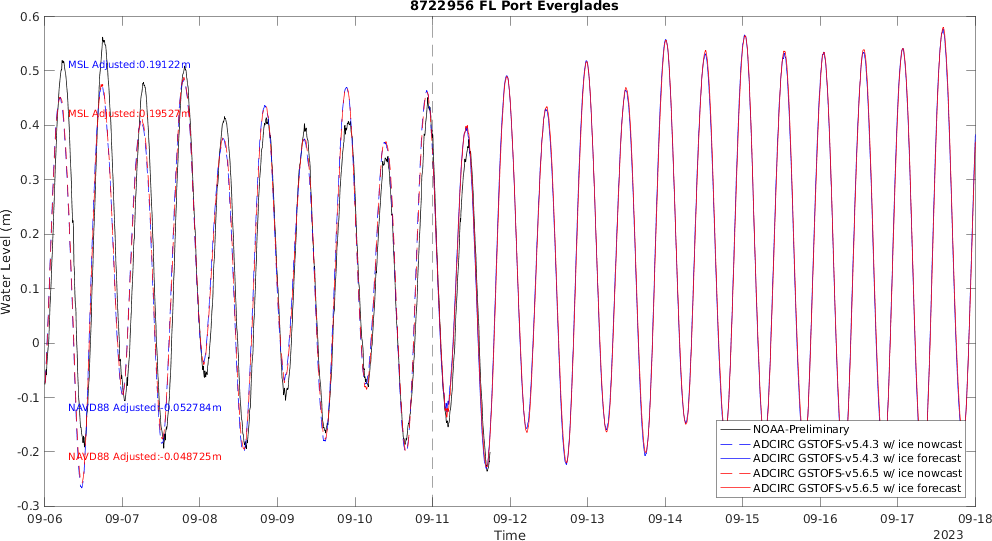 8722956 FL Port Everglades
Water Level (m)
0.6
0.5
0.4
0.3
0.2
0.1
0
-0.1
-0.2
-0.3
MSL Adjusted:0.19122m
MSL Adjusted:0.19527m
NAVD88 Adjusted:-0.052784m
NAVD88 Adjusted:-0.048725m
NOAA-Preliminary
ADCIRC GSTOFS-v5.4.3 w/ ice nowcast
ADCIRC GSTOFS-v5.4.3 w/ ice forecast
ADCIRC GSTOFS-v5.6.5 w/ ice nowcast
ADCIRC GSTOFS-v5.6.5 w/ ice forecast
09-06 09-07 09-08 09-09 09-10 09-11 09-12 09-13 09-14 09-15 09-16 09-17 09-18
Time
2023